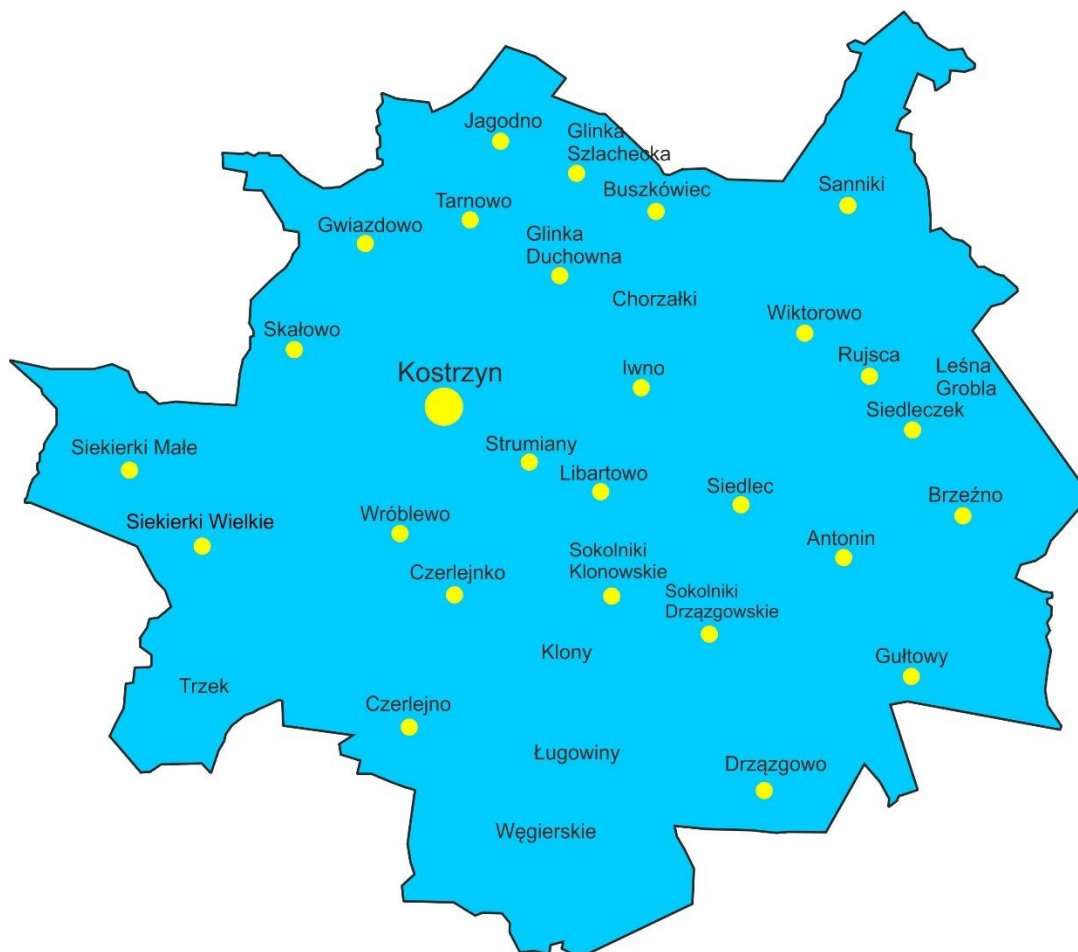 Jagodno
Glinka
Szlachecka
Buszkówiec
Sanniki
Tarnowo
Gwiazdowo
Glinka
Duchowna
Chorzałki
Wiktorowo
Skałowo
Rujsca
Leśna
Grobla
Iwno
Kostrzyn
Siedleczek
Strumiany
Siekierki Małe
Libartowo
Siedlec
Brzeźno
Wróblewo
Siekierki Wielkie
Antonin
Sokolniki
Klonowskie
Czerlejnko
Sokolniki
Drzązgowskie
Klony
Gułtowy
Trzek
Czerlejno
Ługowiny
Drzązgowo
Węgierskie